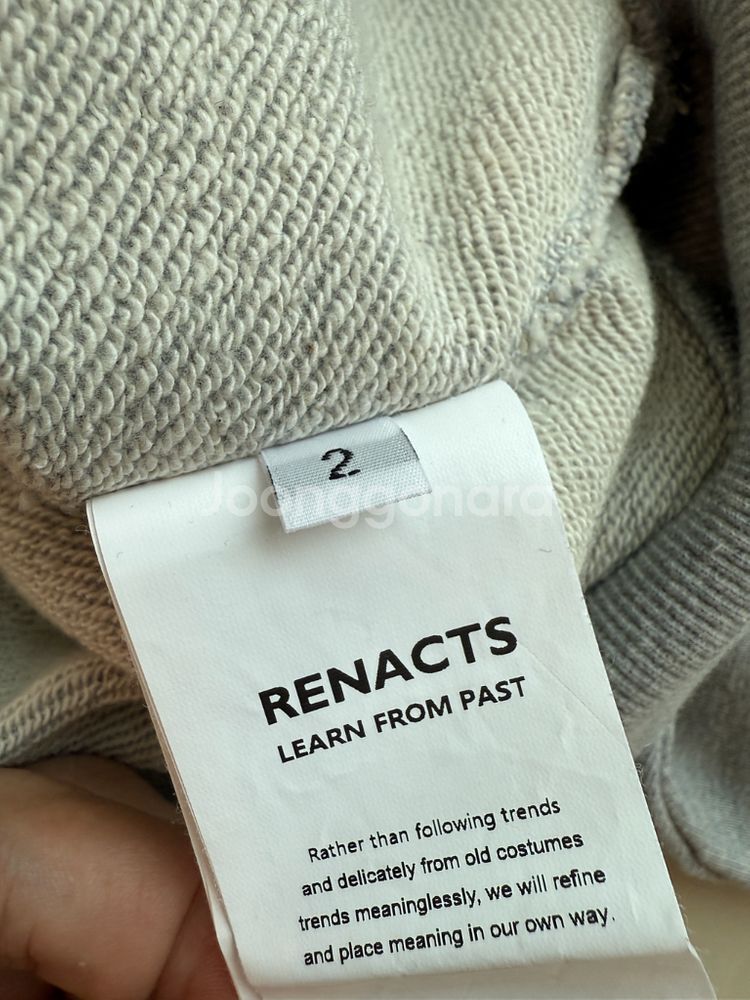 2
Joonggonara
RENACTS
LEARN FROM PAST
Rather than following trends
and delicately from old costumes
trends meaninglessly, we will refine
and place meaning in our own way.